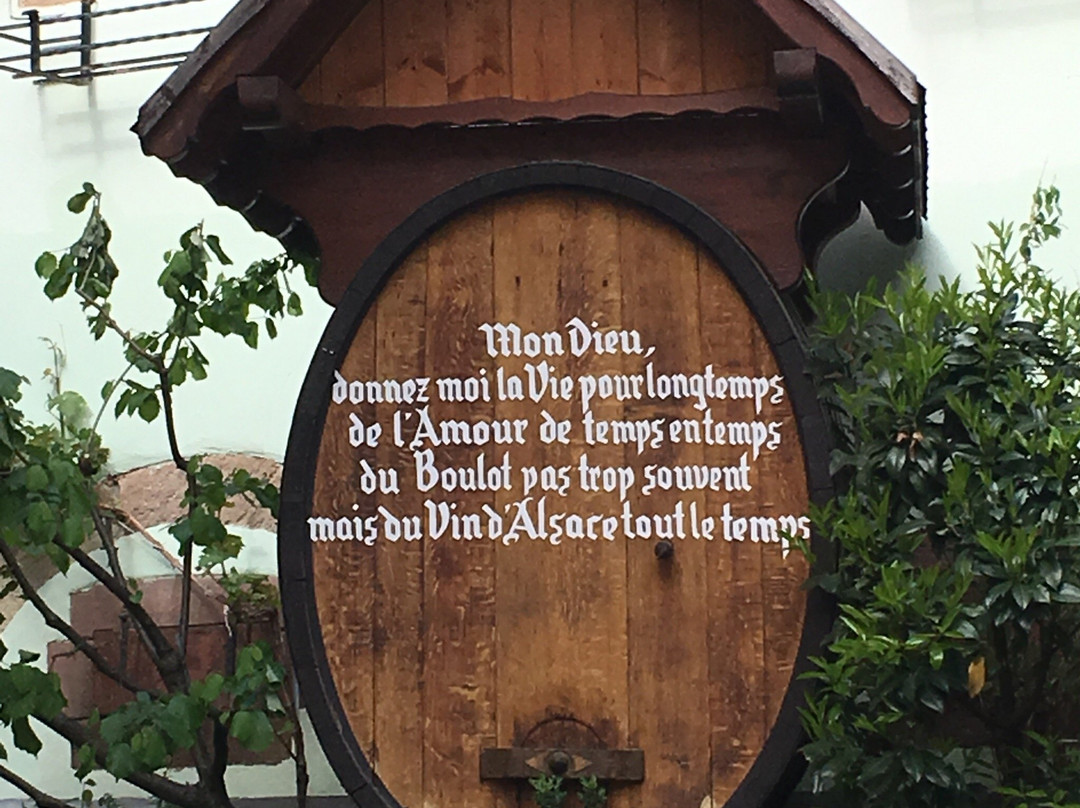 Mon Dieu,
donnez moi la Vie pour longtemps
de l'Amour de temps en temps
du Boulot pas trop souvent
mais du Vin d'Alsace tout le temps